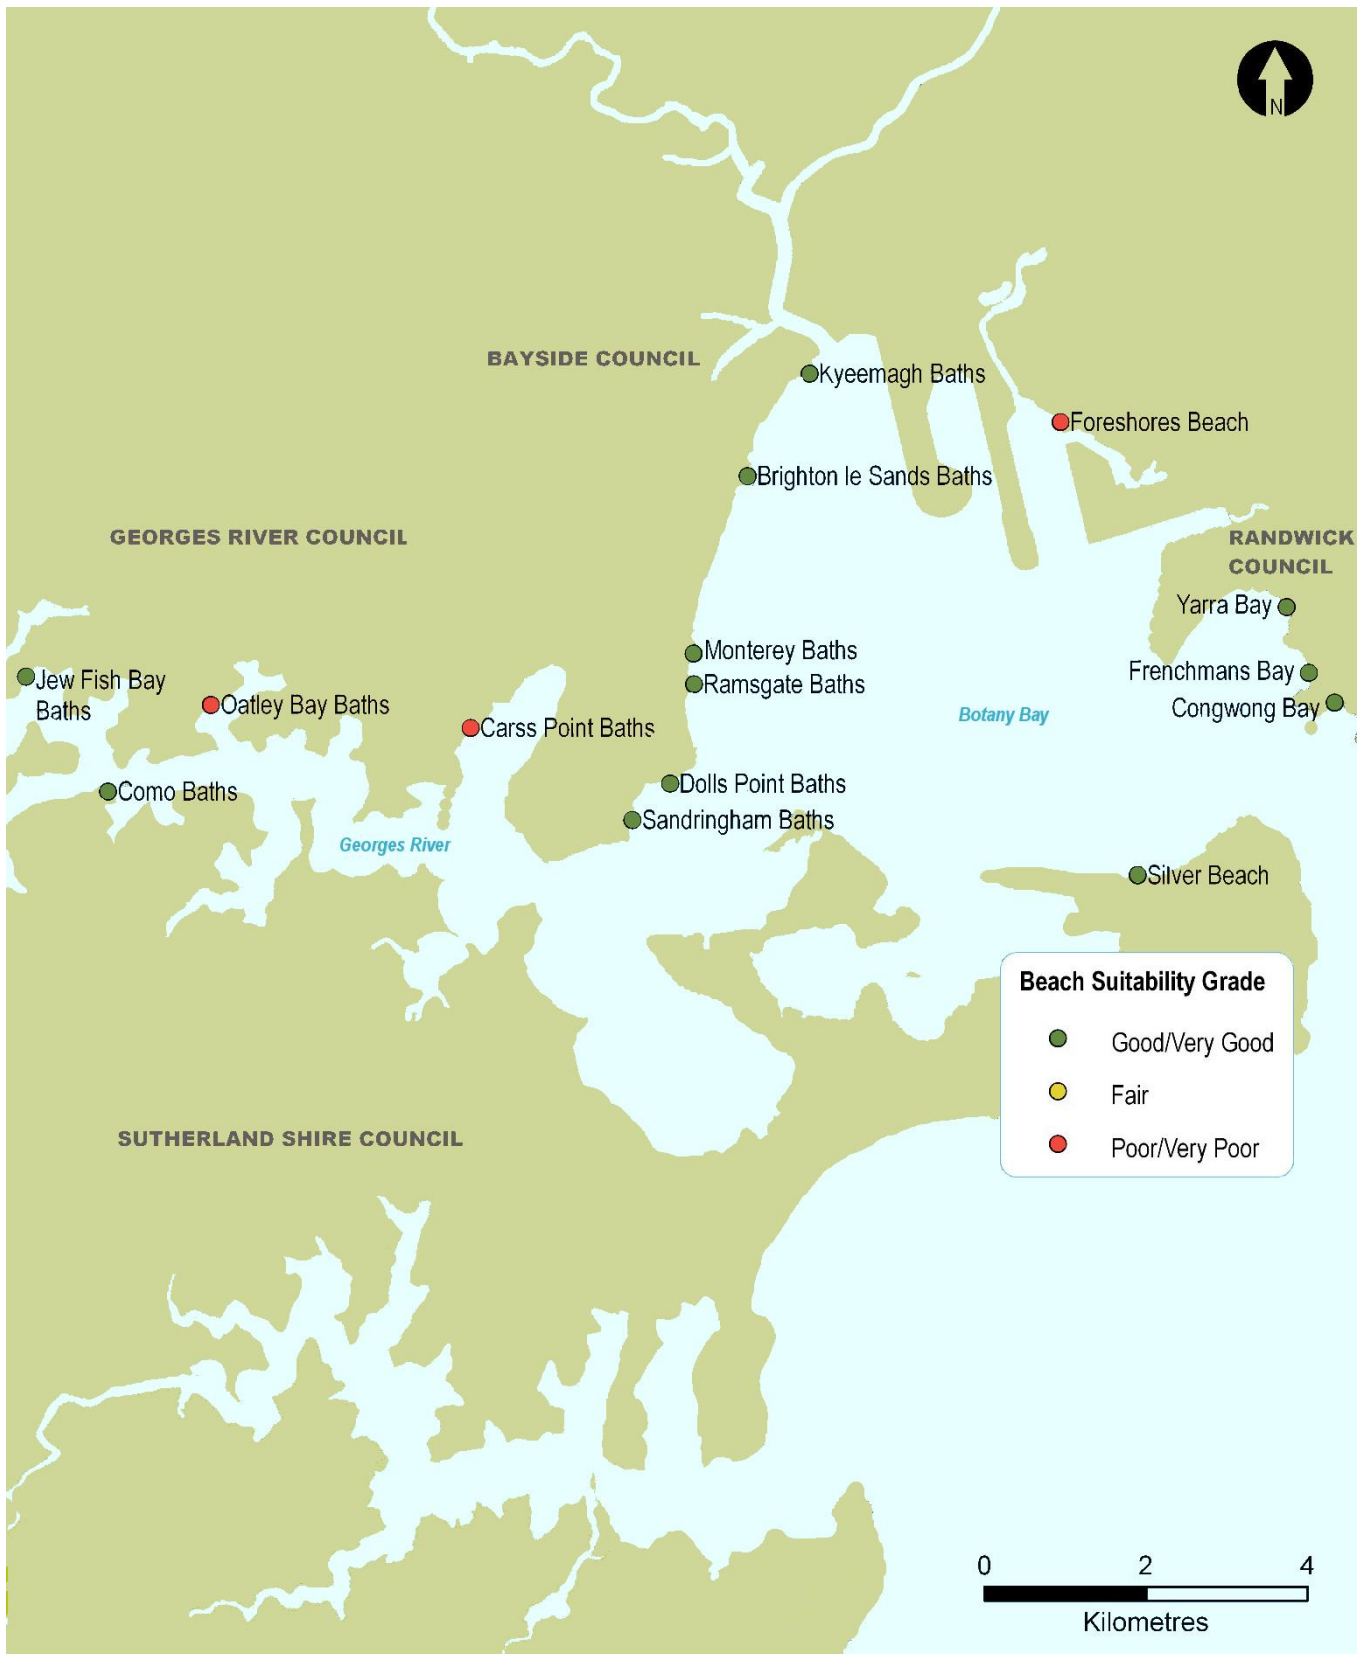 N
BAYSIDE COUNCIL
Kyeemagh Baths
Foreshores Beach
Brighton le Sands Baths
GEORGES RIVER COUNCIL
RANDWICK
COUNCIL
Yarra Bay
Monterey Baths
Frenchmans Bay
Jew Fish Bay
Baths
Ramsgate Baths
Oatley Bay Baths
Congwong Bay
Botany Bay
Carss Point Baths
Dolls Point Baths
Como Baths
Sandringham Baths
Georges River
Silver Beach
Beach Suitability Grade
Good/Very Good
Fair
Poor/Very Poor
SUTHERLAND SHIRE COUNCIL
0 2 4
Kilometres